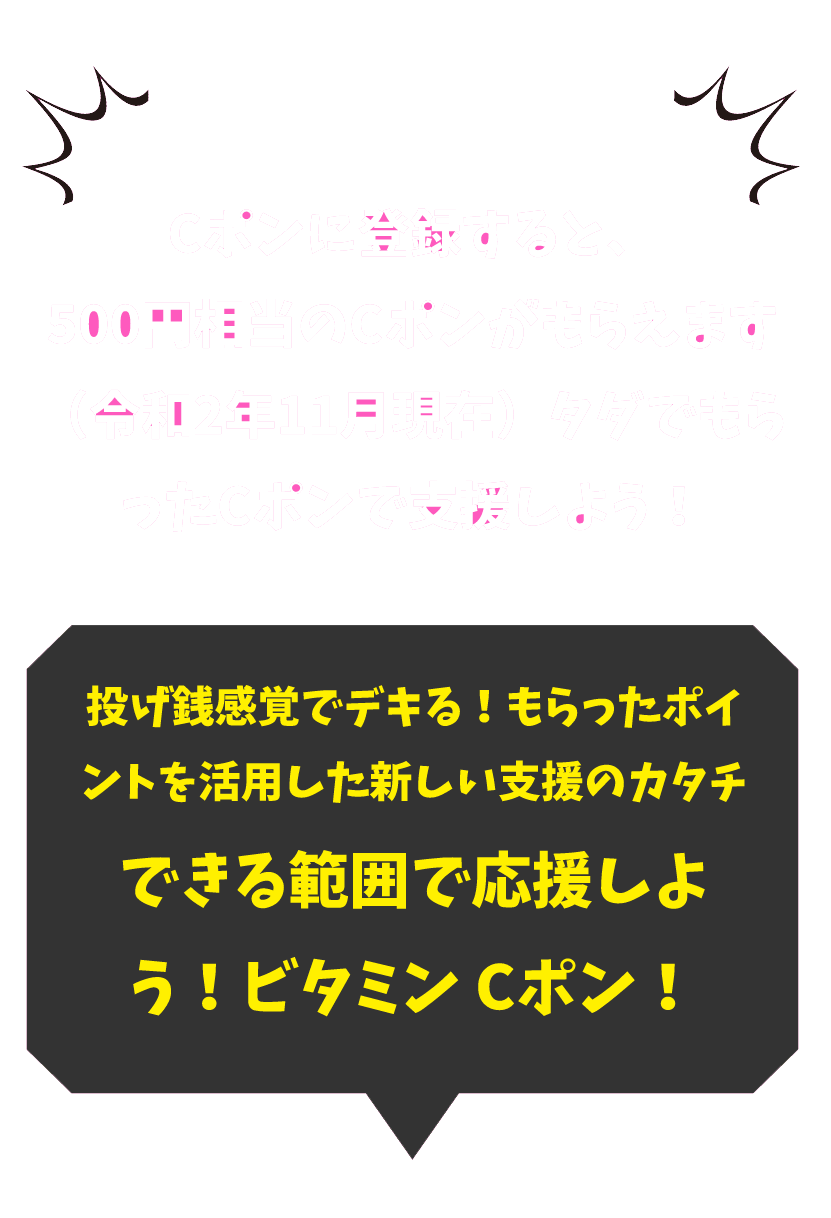 Cポンに登録すると、
500円相当のCポンがもらえます
（令和2年11月現在）タダでもら
ったCポンで支援しよう！
投げ銭感覚でデキる！もらったポイ
ントを活用した新しい支援のカタチ
できる範囲で応援しよ
う！ビタミン Cポン！